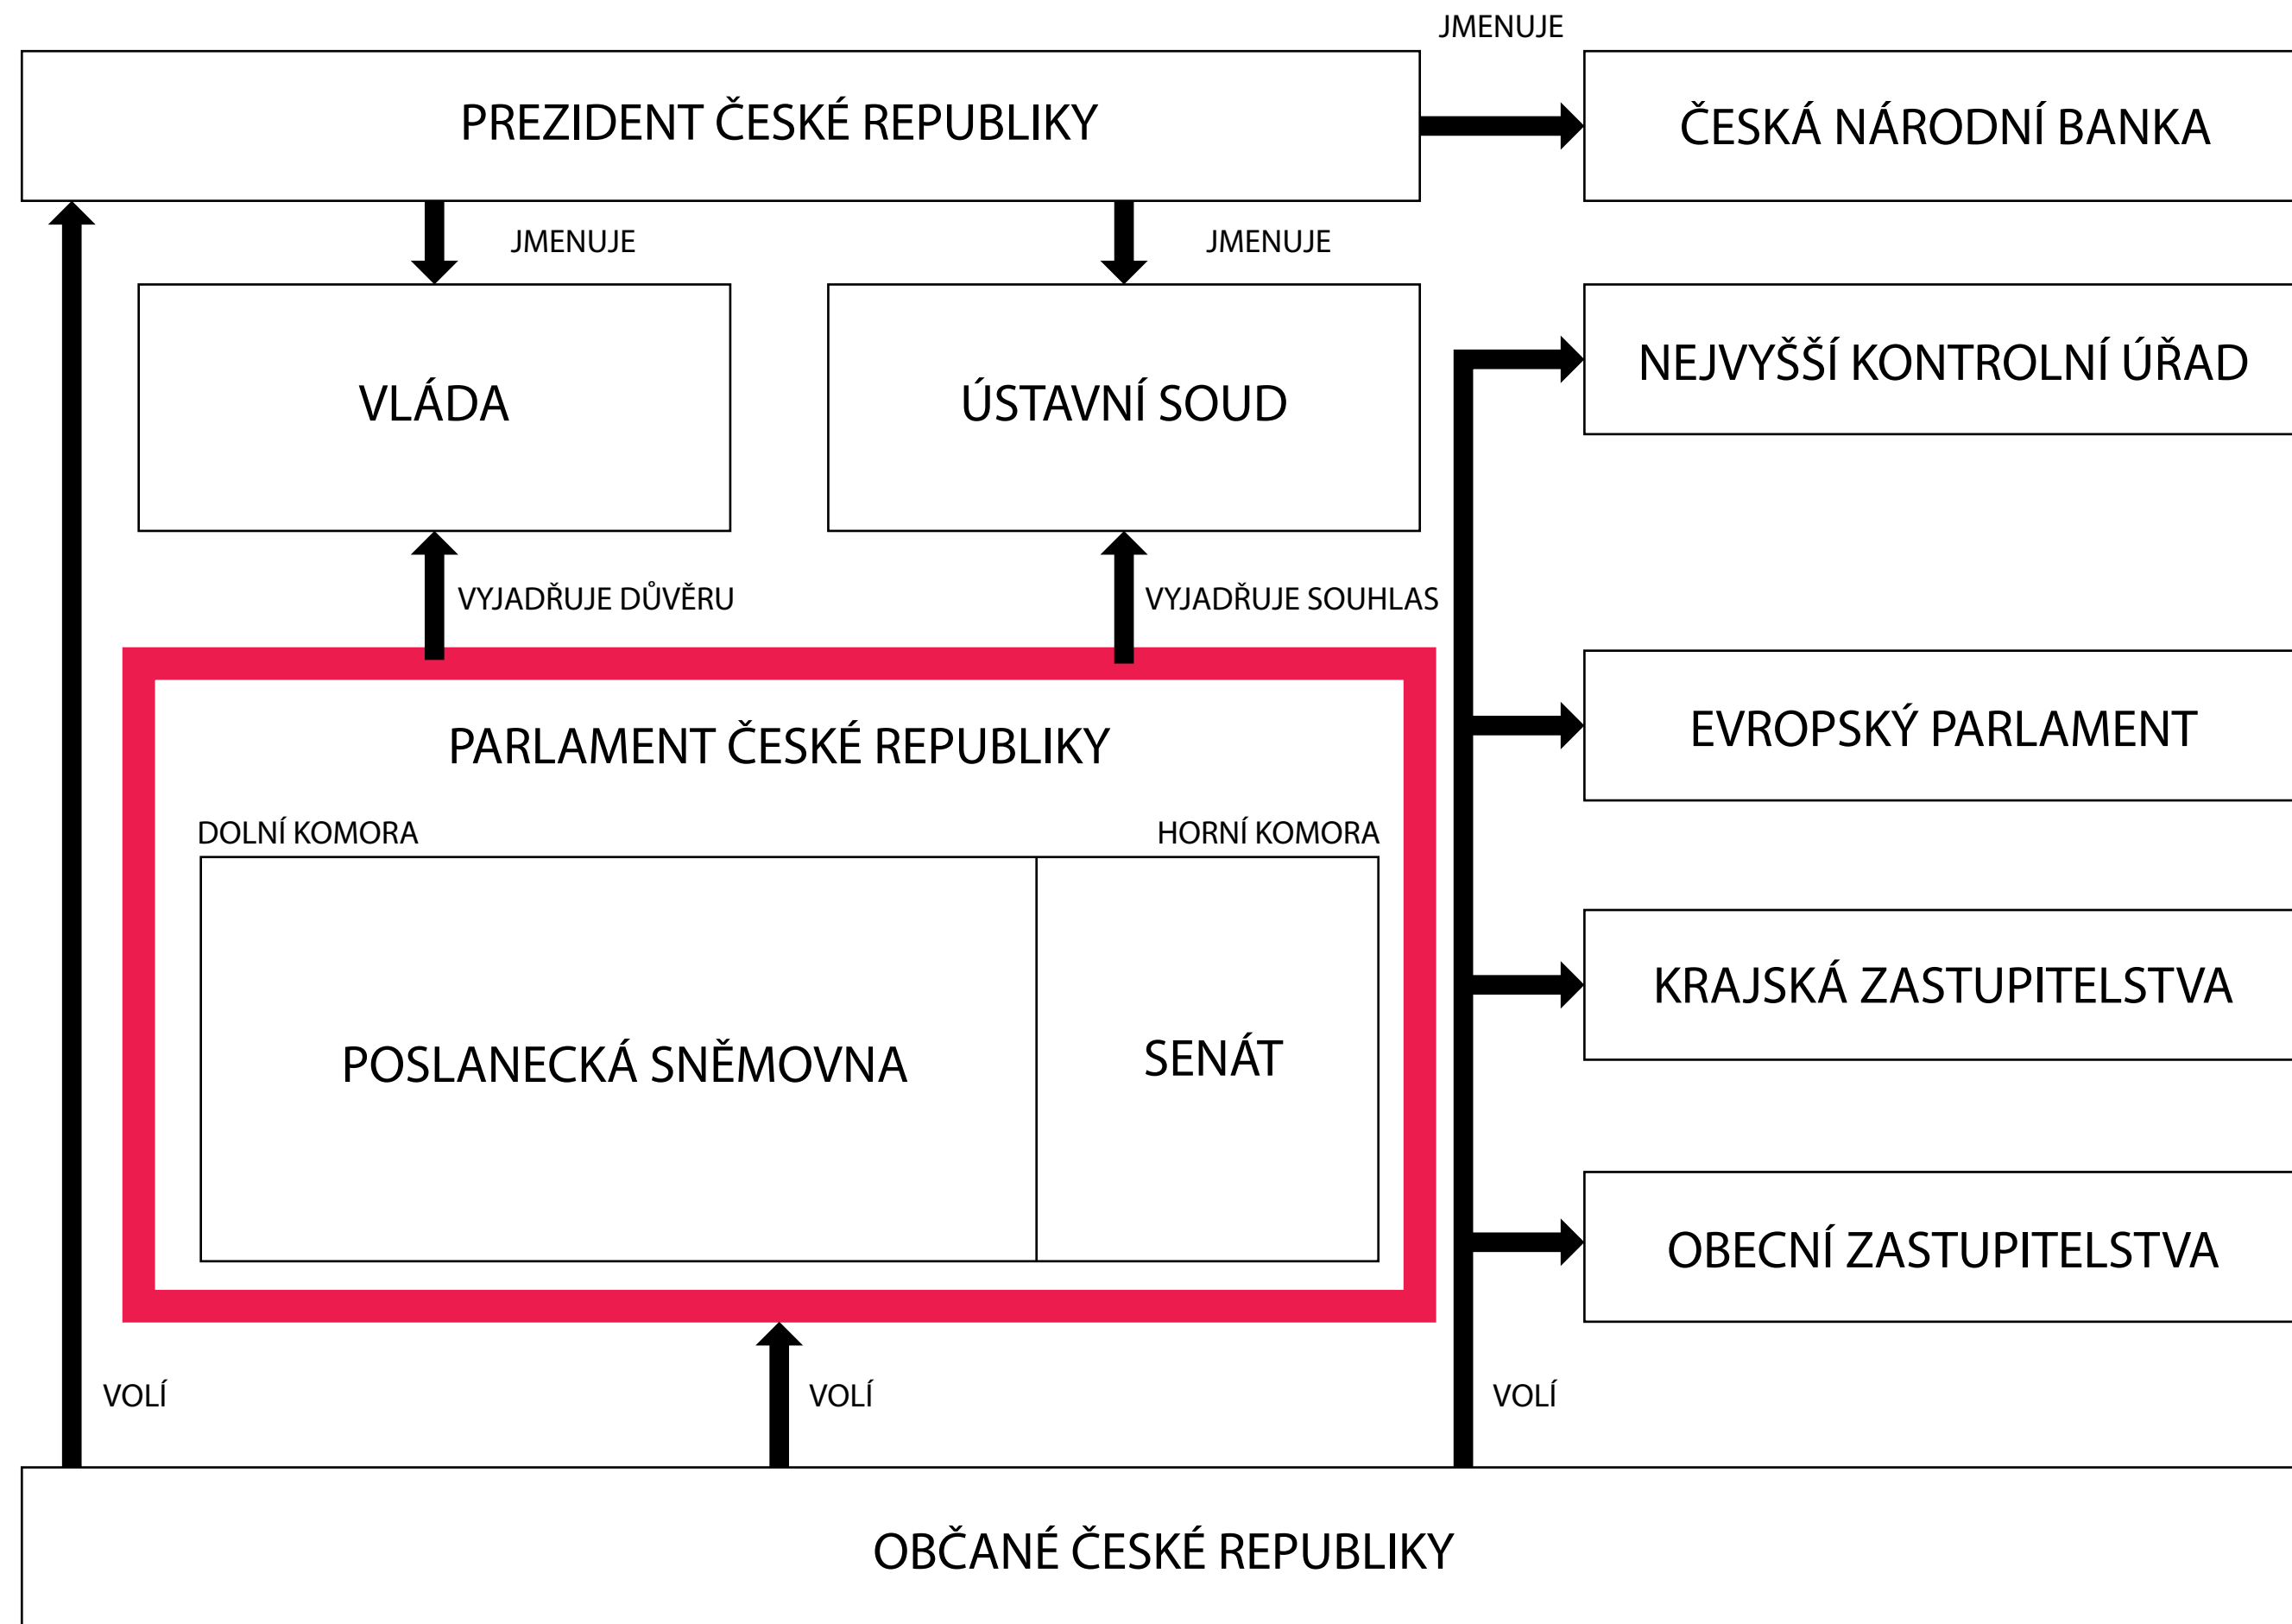 JMENUJE
PREZIDENT ČESKÉ REPUBLIKY
ČESKÁ NÁRODNÍ BANKA
JMENUJE
JMENUJE
VLÁDA
ÚSTAVNÍ SOUD
NEJVYŠŠÍ KONTROLNÍ ÚŘAD
VYJADŘUJE DŮVĚRU
VYJADŘUJE SOUHLAS
PARLAMENT ČESKÉ REPUBLIKY
EVROPSKÝ PARLAMENT
DOLNÍ KOMORA
HORNÍ KOMORA
POSLANECKÁ SNĚMOVNA
SENÁT
KRAJSKÁ ZASTUPITELSTVA
OBECNÍ ZASTUPITELSTVA
VOLÍ
VOLÍ
VOLÍ
OBČANÉ ČESKÉ REPUBLIKY